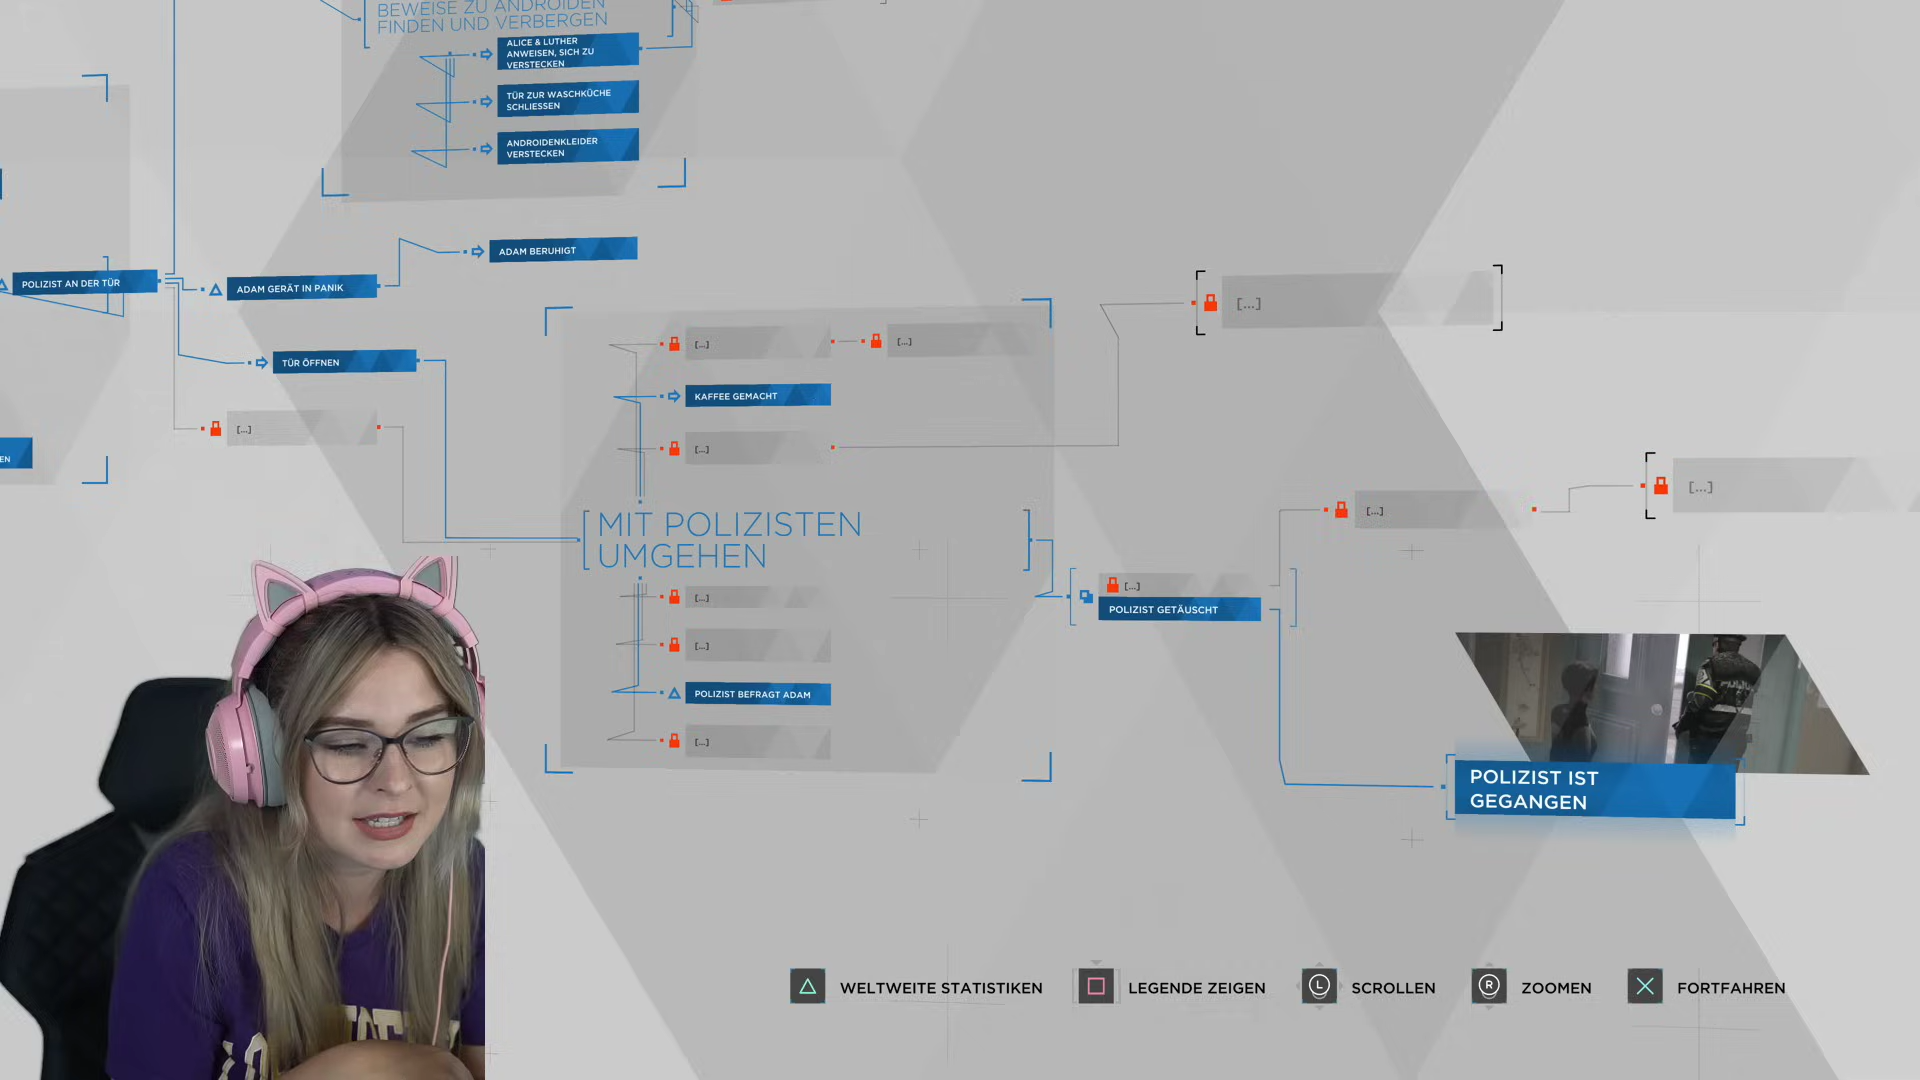 BEWEISE ZU ANDROIDEN
FINDEN UND VERBERGEN
ALICE & LUTHER
ANWEISEN, SICH ZU
VERSTECKEN
TÜR ZUR WASCHKÜCHE
SCHLIESSEN
ANDROIDENKLEIDER
VERSTECKEN
ADAM BERUHIGT
POLIZIST AN DER TÜR
ADAM GERÄT IN PANIK
[...]
[...]
[...]
TÜR ÖFFNEN
KAFFEE GEMACHT
[...]
[...]
EN
[...]
[...]
MIT POLIZISTEN
UMGEHEN
[...]
[...]
POLIZIST GETÄUSCHT
[...]
POLIZIST BEFRAGT ADAM
[...]
POLIZIST IST
GEGANGEN
WELTWEITE STATISTIKEN
LEGENDE ZEIGEN
L
SCROLLEN
R
ZOOMEN
FORTFAHREN